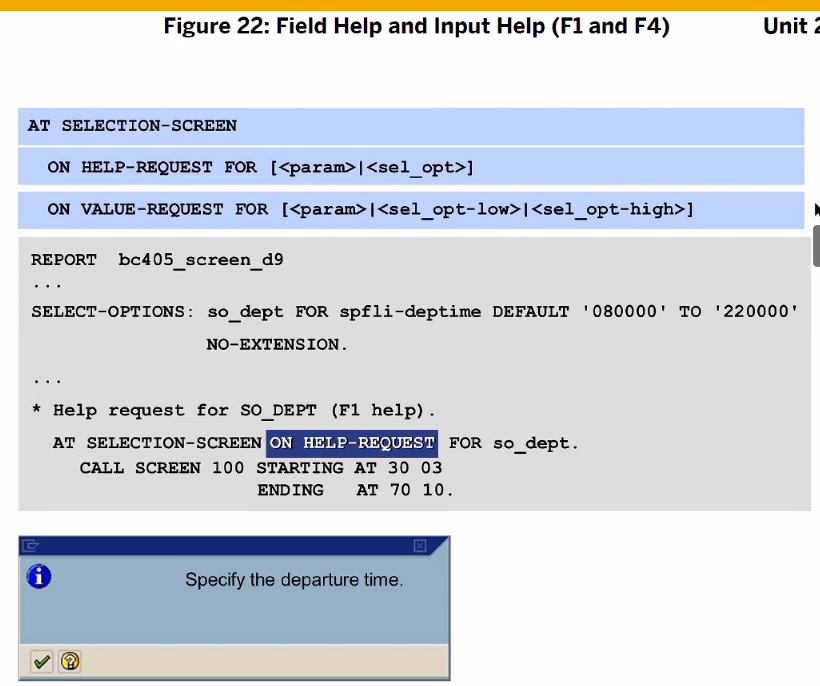 Figure 22: Field Help and Input Help (F1 and F4)
Unit 2
AT SELECTION-SCREEN
ON HELP-REQUEST FOR [<param>|<sel_opt>]
ON VALUE-REQUEST FOR [<param>|<sel_opt-low>|<sel_opt-high>]
REPORT bc405_screen_d9
...
SELECT-OPTIONS: so_dept FOR spfli-deptime DEFAULT '080000' TO '220000'
NO-EXTENSION.
...
* Help request for SO_DEPT (F1 help).
AT SELECTION-SCREEN ON HELP-REQUEST FOR so_dept.
CALL SCREEN 100 STARTING AT 30 03
ENDING AT 70 10.
Specify the departure time.